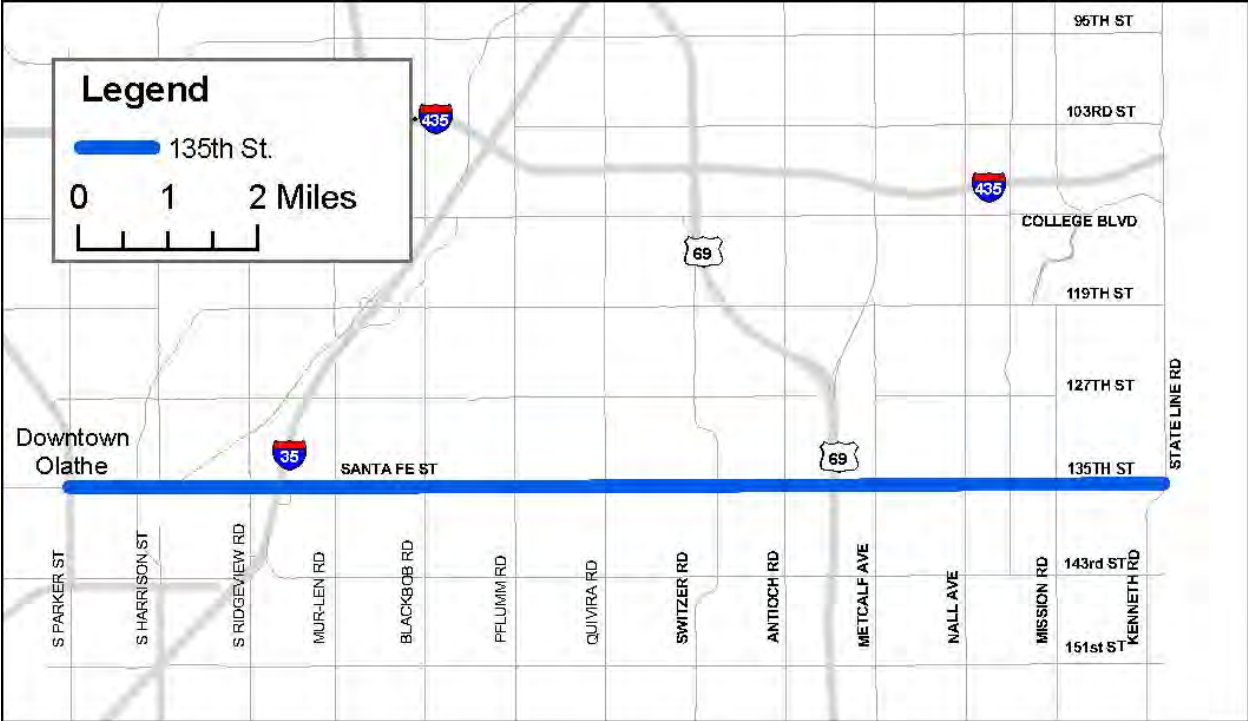 95TH ST
Legend
135th St.
0 1 2 Miles
435
103RD ST
435
COLLEGE BLVD
69
119TH ST
127TH ST
STATE LINE RD
Downtown
Olathe
35
SANTA FE ST
69
135TH ST
S PARKER ST
S HARRISON ST
S RIDGEVIEW RD
MUR-LEN RD
BLACKBOB RD
PFLUMM RD
QUIVIRA RD
SWITZER RD
ANTIOCH RD
METCALF AVE
NALL AVE
MISSION RD
KENNETH RD
143rd ST
151st ST